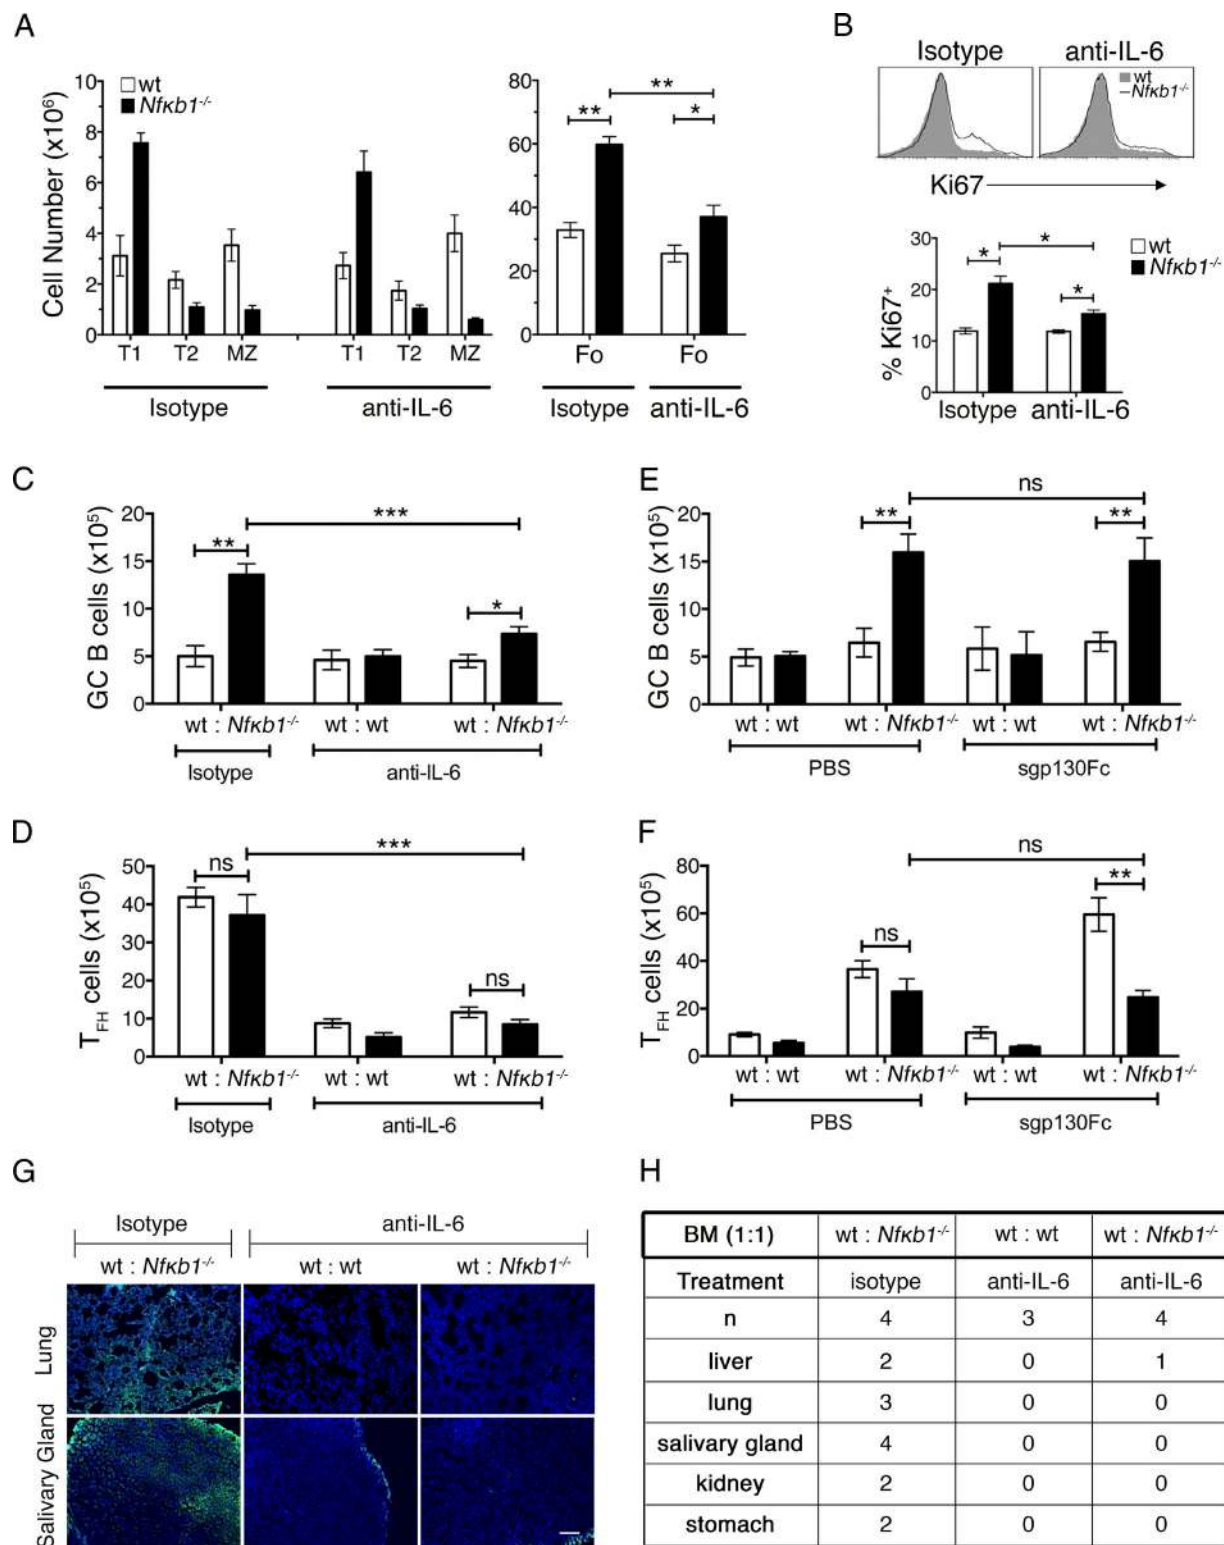 A
wt
Nfκb1-/-
Cell Number (x10⁶)
10
8
6
4
2
0
T1 T2 MZ T1 T2 MZ
Isotype anti-IL-6
80
60
40
20
0
** ** *
Fo Fo
Isotype anti-IL-6
B
Isotype anti-IL-6
wt
Nfκb1-/-
Ki67
% Ki67+
30
20
10
0
* * *
wt
Nfκb1-/-
Isotype anti-IL-6
C
GC B cells (x10⁵)
20
15
10
5
0
***
** *
wt : Nfκb1-/- wt : wt wt : Nfκb1-/-
Isotype anti-IL-6
E
GC B cells (x10⁵)
20
15
10
5
0
ns
** **
wt : wt wt : Nfκb1-/- wt : wt wt : Nfκb1-/-
PBS sgp130Fc
D
TFH cells (x10⁵)
50
40
30
20
10
0
***
ns ns
wt : Nfκb1-/- wt : wt wt : Nfκb1-/-
Isotype anti-IL-6
F
TFH cells (x10⁵)
80
60
40
20
0
ns
ns **
wt : wt wt : Nfκb1-/- wt : wt wt : Nfκb1-/-
PBS sgp130Fc
G
Isotype anti-IL-6
wt : Nfκb1-/- wt : wt wt : Nfκb1-/-
Lung
Salivary Gland
H
BM (1:1) wt : Nfκb1-/- wt : wt wt : Nfκb1-/-
Treatment isotype anti-IL-6 anti-IL-6
n 4 3 4
liver 2 0 1
lung 3 0 0
salivary gland 4 0 0
kidney 2 0 0
stomach 2 0 0